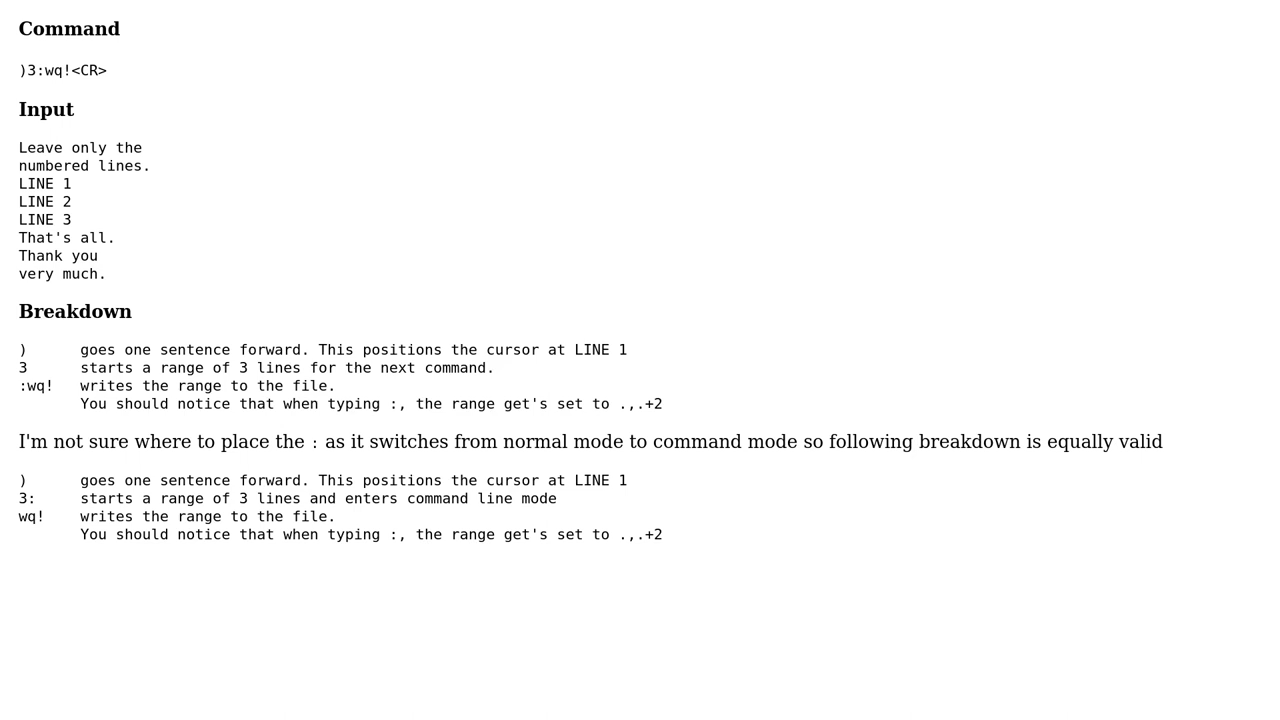 Command
)3:wq!<CR>
Input
Leave only the
numbered lines.
LINE 1
LINE 2
LINE 3
That's all.
Thank you
very much.
Breakdown
)      goes one sentence forward. This positions the cursor at LINE 1
3      starts a range of 3 lines for the next command.
:wq!   writes the range to the file.
       You should notice that when typing :, the range get's set to .,.+2
I'm not sure where to place the : as it switches from normal mode to command mode so following breakdown is equally valid
)      goes one sentence forward. This positions the cursor at LINE 1
3:     starts a range of 3 lines and enters command line mode
wq!    writes the range to the file.
       You should notice that when typing :, the range get's set to .,.+2